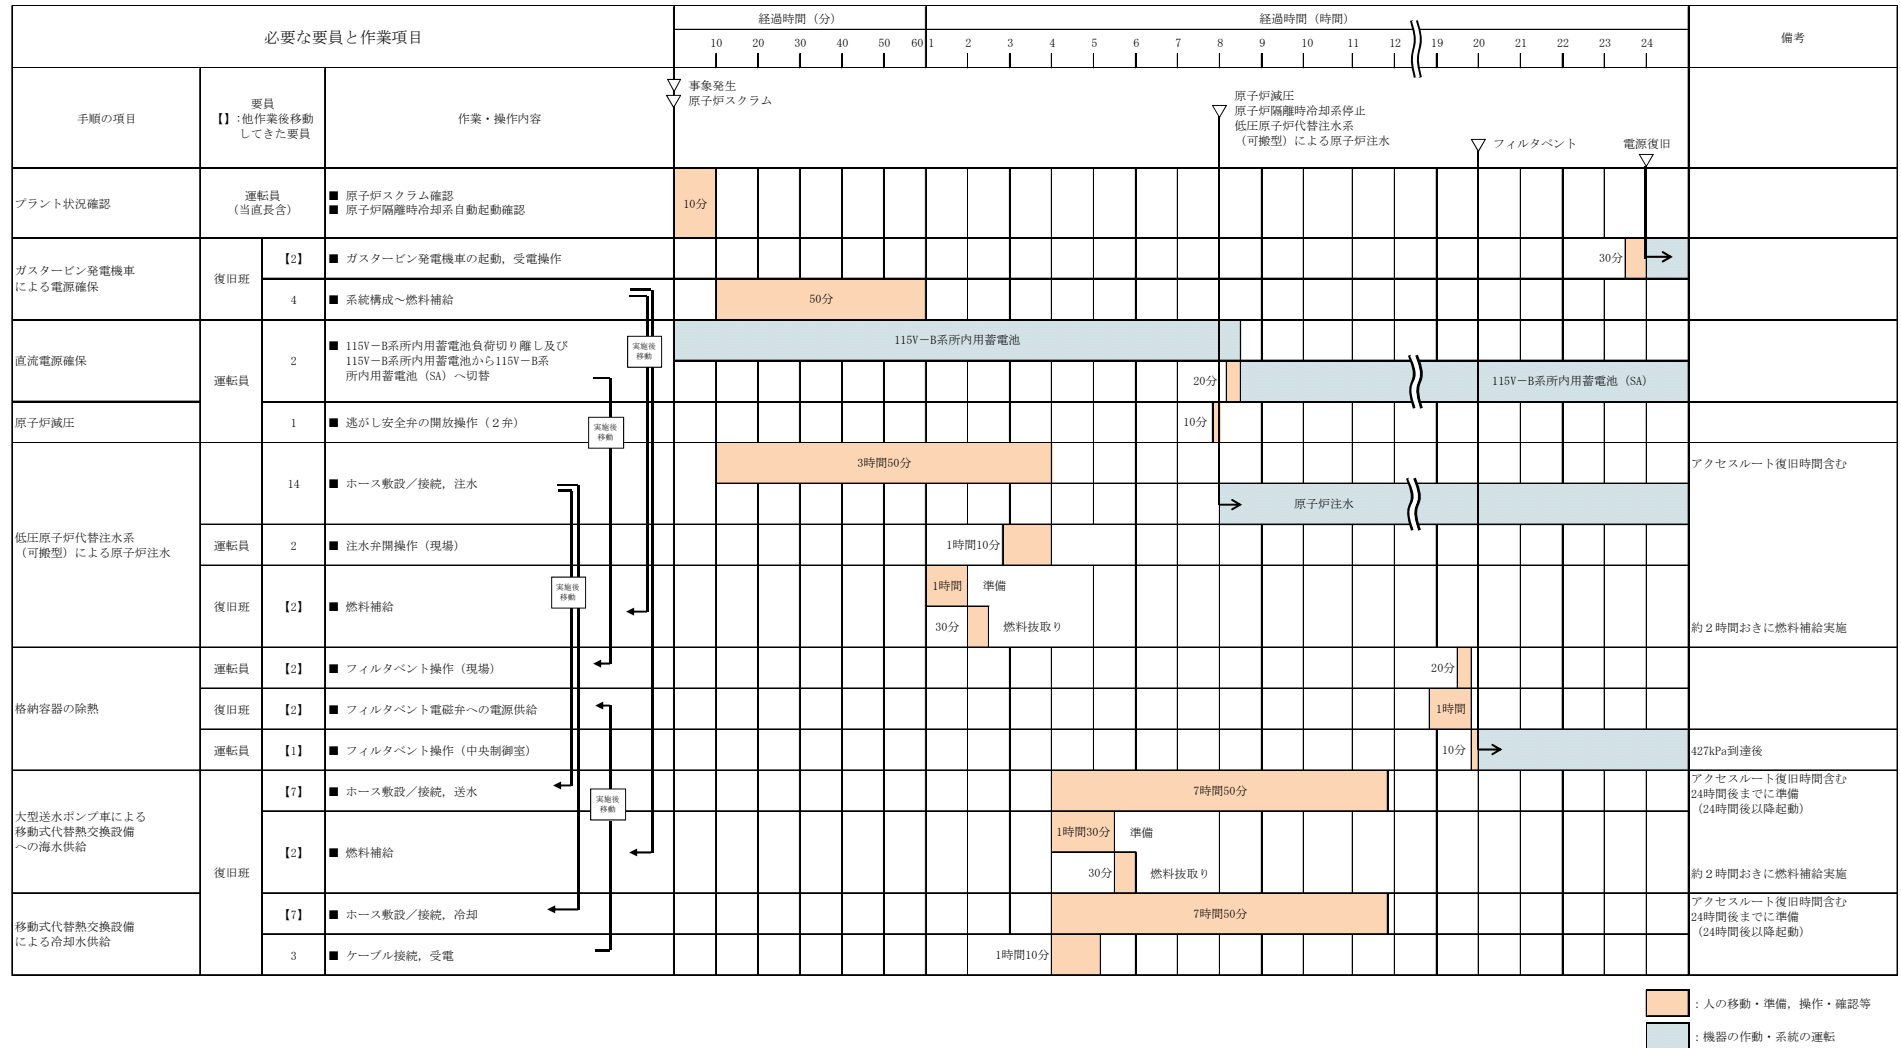 必要な要員と作業項目
経過時間（分）
経過時間（時間）
備考
10 20 30 40 50 60 1 2 3 4 5 6 7 8 9 10 11 12 19 20 21 22 23 24
手順の項目
要員
【】:他作業後移動
してきた要員
作業・操作内容
事象発生
原子炉スクラム
原子炉減圧
原子炉隔離時冷却系停止
低圧原子炉代替注水系
（可搬型）による原子炉注水
フィルタベント
電源復旧
プラント状況確認
運転員
（当直長含）
■ 原子炉スクラム確認
■ 原子炉隔離時冷却系自動起動確認
10分
ガスタービン発電機車
による電源確保
復旧班
【2】
■ ガスタービン発電機車の起動，受電操作
30分
4
■ 系統構成～燃料補給
50分
直流電源確保
運転員
2
■ 115V－B系所内用蓄電池負荷切り離し及び
115V－B系所内用蓄電池から115V－B系
所内用蓄電池（SA）へ切替
実施後
移動
115V－B系所内用蓄電池
20分
115V－B系所内用蓄電池（SA）
原子炉減圧
1
■ 逃がし安全弁の開放操作（２弁）
実施後
移動
10分
低圧原子炉代替注水系
（可搬型）による原子炉注水
14
■ ホース敷設／接続，注水
3時間50分
アクセスルート復旧時間含む
原子炉注水
運転員
2
■ 注水弁開操作（現場）
1時間10分
復旧班
【2】
■ 燃料補給
実施後
移動
1時間
準備
30分
燃料抜取り
約２時間おきに燃料補給実施
格納容器の除熱
運転員
【2】
■ フィルタベント操作（現場）
20分
復旧班
【2】
■ フィルタベント電磁弁への電源供給
1時間
運転員
【1】
■ フィルタベント操作（中央制御室）
10分
427kPa到達後
大型送水ポンプ車による
移動式代替熱交換設備
への海水供給
復旧班
【7】
■ ホース敷設／接続，送水
実施後
移動
7時間50分
アクセスルート復旧時間含む
24時間後までに準備
（24時間後以降起動）
【2】
■ 燃料補給
1時間30分
準備
30分
燃料抜取り
約２時間おきに燃料補給実施
移動式代替熱交換設備
による冷却水供給
【7】
■ ホース敷設／接続，冷却
7時間50分
アクセスルート復旧時間含む
24時間後までに準備
（24時間後以降起動）
3
■ ケーブル接続，受電
1時間10分
：人の移動・準備，操作・確認等
：機器の作動・系統の運転